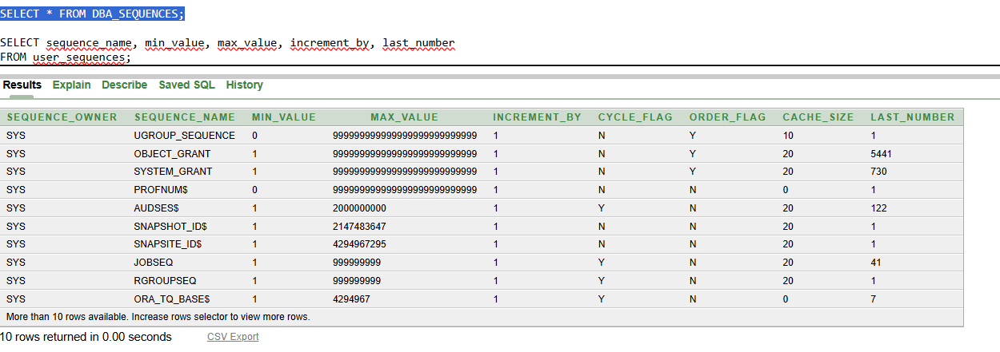 SELECT * FROM DBA_SEQUENCES;
SELECT sequence_name, min_value, max_value, increment_by, last_number
FROM user_sequences;
Results Explain Describe Saved SQL History
SEQUENCE_OWNER SEQUENCE_NAME MIN_VALUE MAX_VALUE INCREMENT_BY CYCLE_FLAG ORDER_FLAG CACHE_SIZE LAST_NUMBER
SYS UGROUP_SEQUENCE 0 999999999999999999999999999 1 N Y 10 1
SYS OBJECT_GRANT 1 999999999999999999999999999 1 N Y 20 5441
SYS SYSTEM_GRANT 1 999999999999999999999999999 1 N Y 20 730
SYS PROFNUM$ 0 999999999999999999999999999 1 N N 0 1
SYS AUDSES$ 1 2000000000 1 Y N 20 122
SYS SNAPSHOT_ID$ 1 2147483647 1 N N 20 1
SYS SNAPSITE_ID$ 1 4294967295 1 N N 20 1
SYS JOBSEQ 1 999999999 1 Y N 20 41
SYS RGROUPSEQ 1 999999999 1 Y N 20 1
SYS ORA_TQ_BASE$ 1 4294967 1 Y N 0 7
More than 10 rows available. Increase rows selector to view more rows.
10 rows returned in 0.00 seconds CSV Export